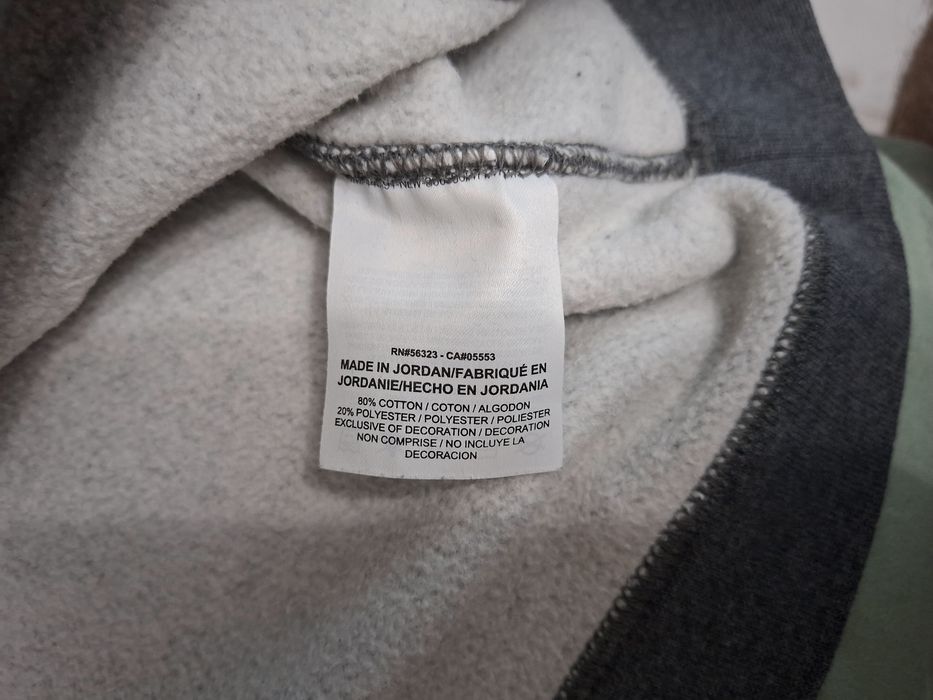 RN#56323 - CA#05553
MADE IN JORDAN/FABRIQUÉ EN
JORDANIE/HECHO EN JORDANIA
80% COTTON / COTON / ALGODON
20% POLYESTER / POLYESTER / POLIESTER
EXCLUSIVE OF DECORATION / DECORATION
NON COMPRISE / NO INCLUYE LA
DECORACION